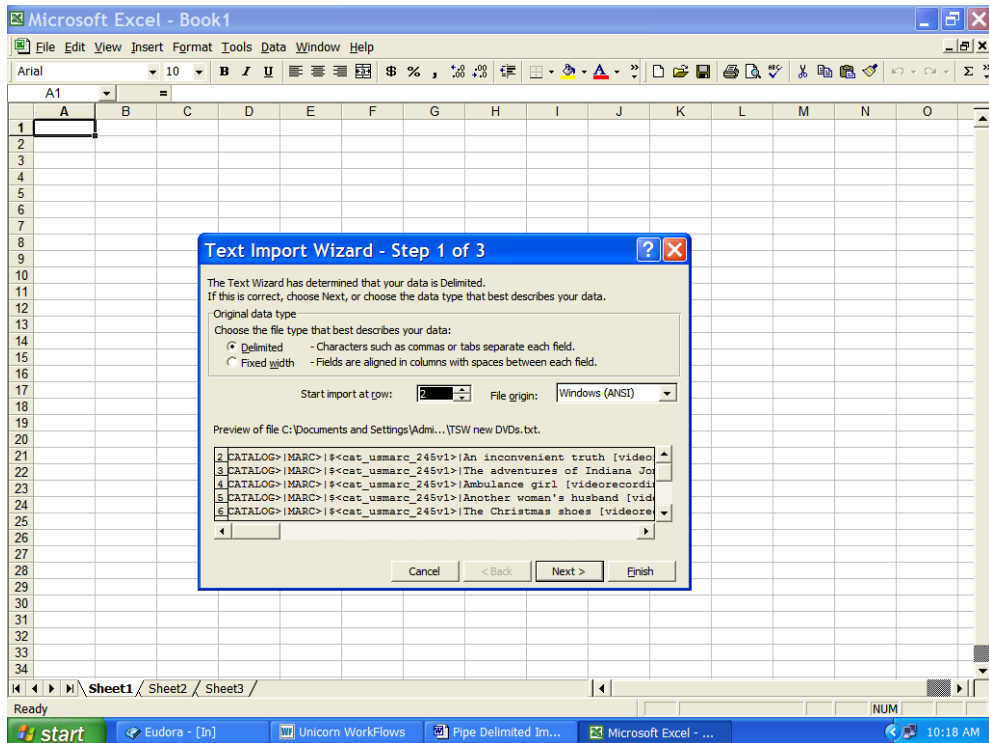 Microsoft Excel - Book1
File Edit View Insert Format Tools Data Window Help
Arial 10 B I U $ % ,
A1 =
A B C D E F G H I J K L M N O
1
2
3
4
5
6
7
8
9
10
11
12
13
14
15
16
17
18
19
20
21
22
23
24
25
26
27
28
29
30
31
32
33
34
Text Import Wizard - Step 1 of 3
The Text Wizard has determined that your data is Delimited.
If this is correct, choose Next, or choose the data type that best describes your data.
Original data type
Choose the file type that best describes your data:
Delimited - Characters such as commas or tabs separate each field.
Fixed width - Fields are aligned in columns with spaces between each field.
Start import at row: 2 File origin: Windows (ANSI)
Preview of file C:\Documents and Settings\Admi...\TSW new DVDs.txt.
2 CATALOG>|MARC>|$<cat_usmarc_245v1>|An inconvenient truth [video:
3 CATALOG>|MARC>|$<cat_usmarc_245v1>|The adventures of Indiana Jo
4 CATALOG>|MARC>|$<cat_usmarc_245v1>|Ambulance girl [videorecordi
5 CATALOG>|MARC>|$<cat_usmarc_245v1>|Another woman's husband [vid
6 CATALOG>|MARC>|$<cat_usmarc_245v1>|The Christmas shoes [videore
Cancel < Back Next > Finish
Sheet1 Sheet2 Sheet3
Ready NUM
start Eudora - [In] Unicorn WorkFlows Pipe Delimited Im... Microsoft Excel - ... 10:18 AM